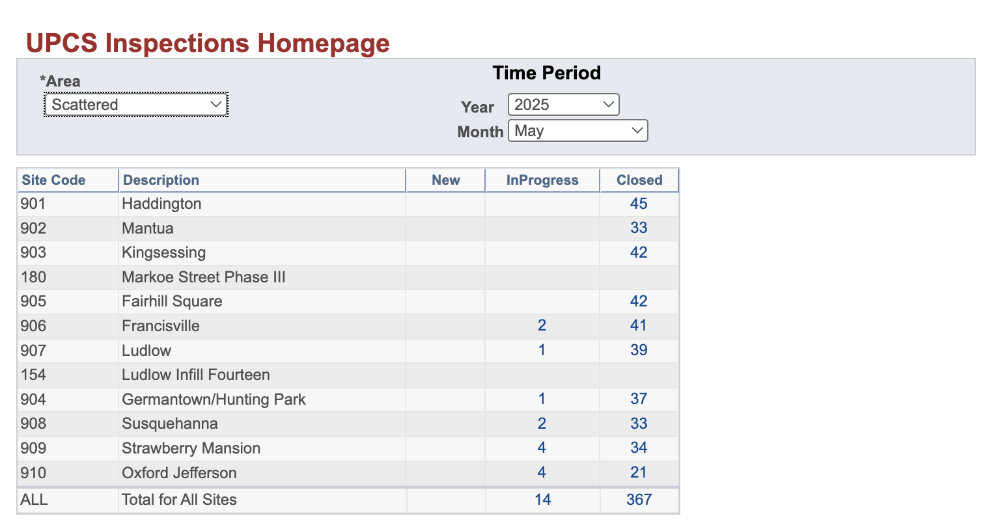 UPCS Inspections Homepage
Time Period
*Area
Scattered
Year 2025
Month May
Site Code Description New InProgress Closed
901 Haddington 45
902 Mantua 33
903 Kingsessing 42
180 Markoe Street Phase III
905 Fairhill Square 42
906 Francisville 2 41
907 Ludlow 1 39
154 Ludlow Infill Fourteen
904 Germantown/Hunting Park 1 37
908 Susquehanna 2 33
909 Strawberry Mansion 4 34
910 Oxford Jefferson 4 21
ALL Total for All Sites 14 367